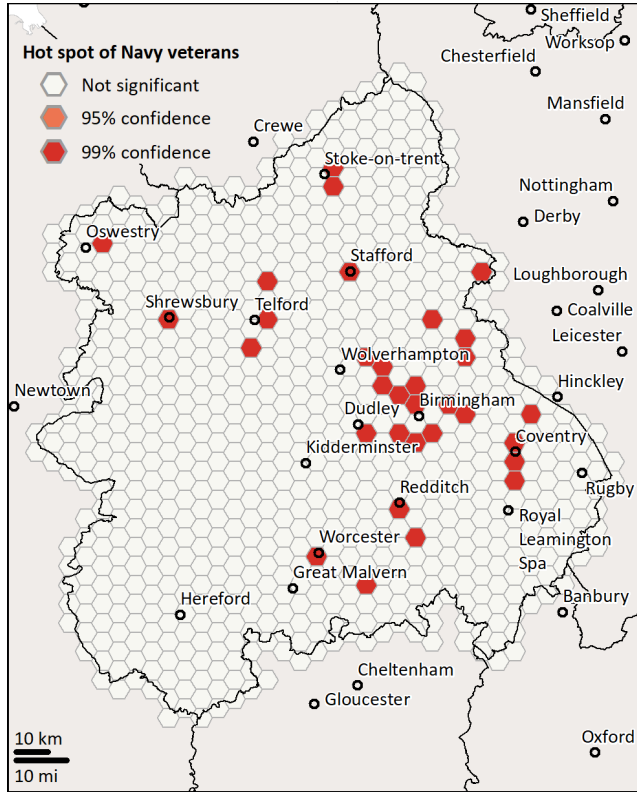 Sheffield
Hot spot of Navy veterans
Worksop
Chesterfield
Not significant
95% confidence
Mansfield
99% confidence
Crewe
Stoke-on-trent
Nottingham
Derby
Oswestry
Stafford
Loughborough
Shrewsbury
Telford
Coalville
Leicester
Wolverhampton
Hinckley
Newtown
Birmingham
Dudley
Coventry
Kidderminster
Redditch
Rugby
Royal
Leamington
Spa
Worcester
Great Malvern
Hereford
Banbury
Cheltenham
Gloucester
Oxford
10 km
10 mi